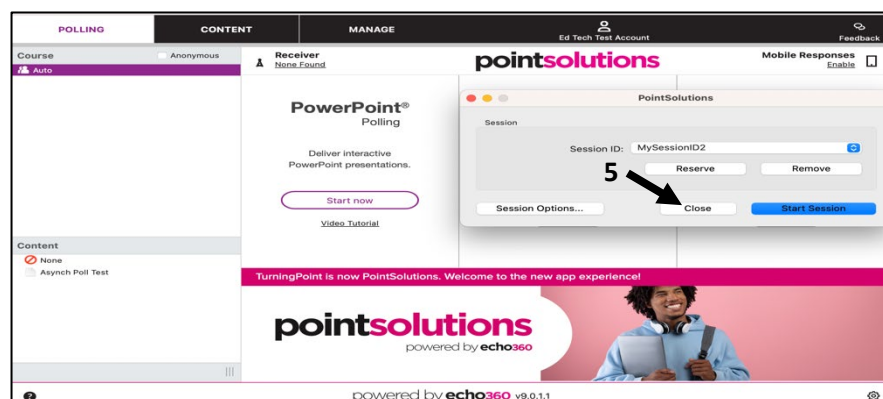 POLLING
CONTENT
MANAGE
Ed Tech Test Account
Feedback
Course
Anonymous
Auto
Receiver
None Found
pointsolutions
Mobile Responses
Enable
PowerPoint®
Polling
Deliver interactive
PowerPoint presentations.
Start now
Video Tutorial
PointSolutions
Session
Session ID: MySessionID2
Reserve
Remove
5
Session Options...
Close
Start Session
Content
None
Asynch Poll Test
TurningPoint is now PointSolutions. Welcome to the new app experience!
pointsolutions
powered by echo360
?
powered by echo360 v9.0.1.1